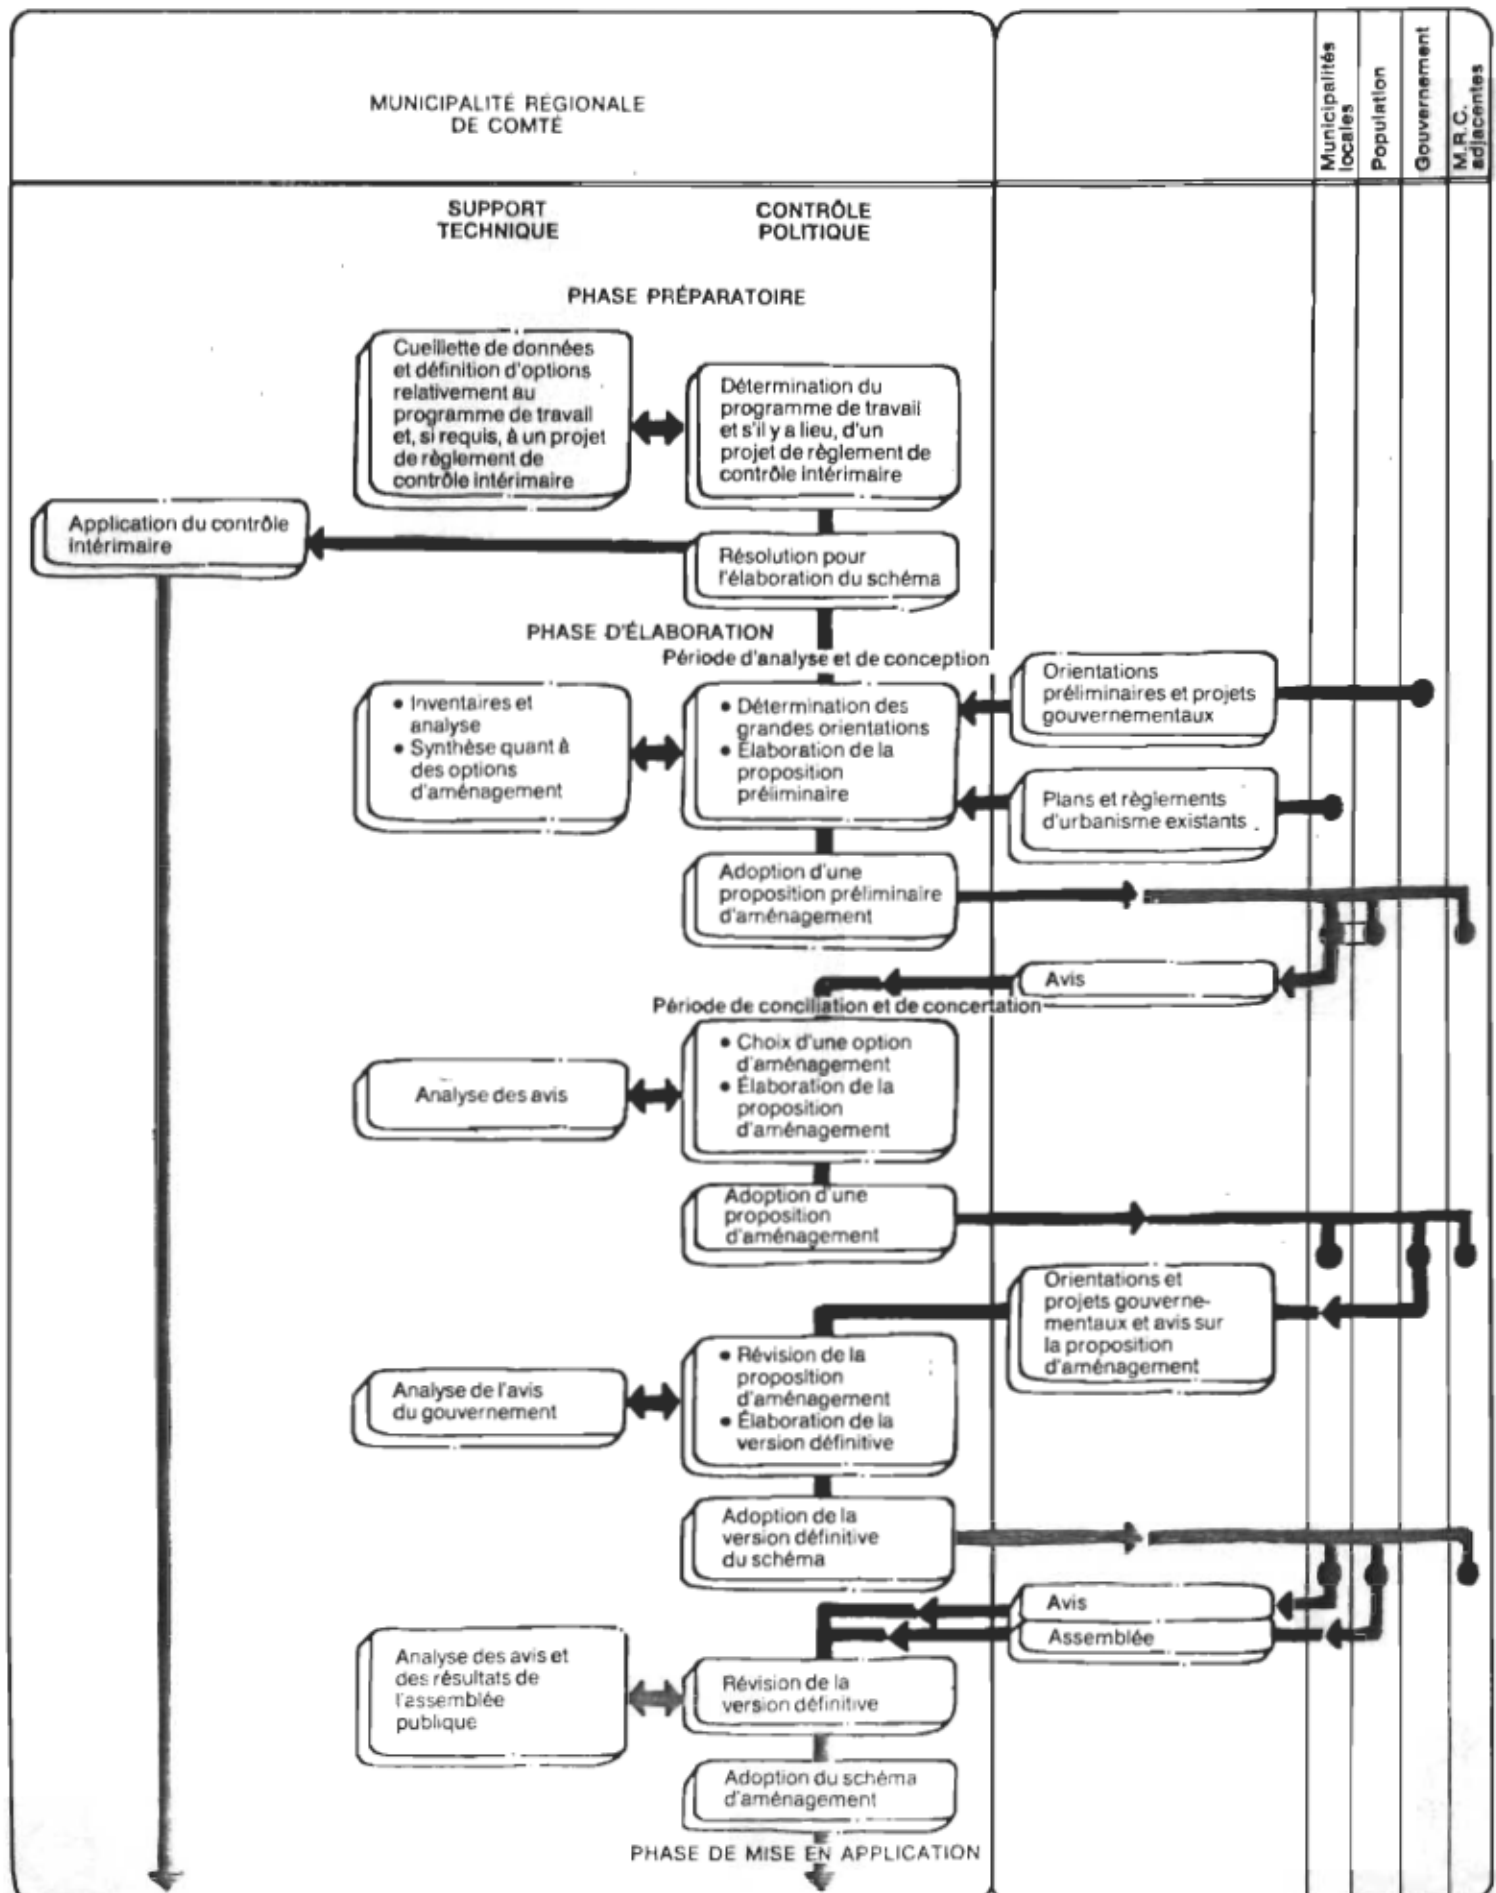 MUNICIPALITÉ RÉGIONALE
DE COMTÉ
Municipalités
locales
Population
Gouvernement
M.R.C.
adjacentes
SUPPORT
TECHNIQUE
CONTRÔLE
POLITIQUE
PHASE PRÉPARATOIRE
Cueillette de données
et définition d'options
relativement au
programme de travail
et, si requis, à un projet
de règlement de
contrôle intérimaire
Détermination du
programme de travail
et s'il y a lieu, d'un
projet de règlement de
contrôle intérimaire
Application du contrôle
intérimaire
Résolution pour
l'élaboration du schéma
PHASE D'ÉLABORATION
Période d'analyse et de conception
• Inventaires et
analyse
• Synthèse quant à
des options
d'aménagement
• Détermination des
grandes orientations
• Élaboration de la
proposition
préliminaire
Orientations
préliminaires et projets
gouvernementaux
Plans et règlements
d'urbanisme existants
Adoption d'une
proposition préliminaire
d'aménagement
Avis
Période de conciliation et de concertation
Analyse des avis
• Choix d'une option
d'aménagement
• Élaboration de la
proposition
d'aménagement
Adoption d'une
proposition
d'aménagement
Orientations et
projets gouverne-
mentaux et avis sur
la proposition
d'aménagement
Analyse de l'avis
du gouvernement
• Révision de la
proposition
d'aménagement
• Élaboration de la
version définitive
Adoption de la
version définitive
du schéma
Avis
Assemblée
Analyse des avis et
des résultats de
l'assemblée
publique
Révision de la
version définitive
Adoption du schéma
d'aménagement
PHASE DE MISE EN APPLICATION